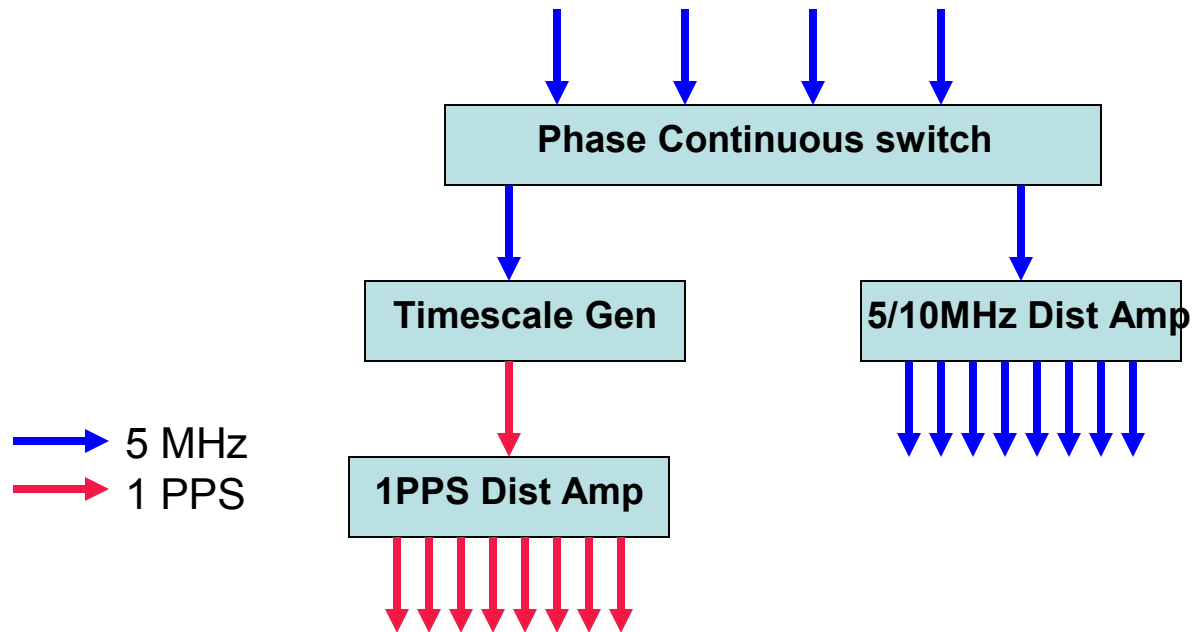 Phase Continuous switch
Timescale Gen
5/10MHz Dist Amp
5 MHz
1 PPS
1PPS Dist Amp